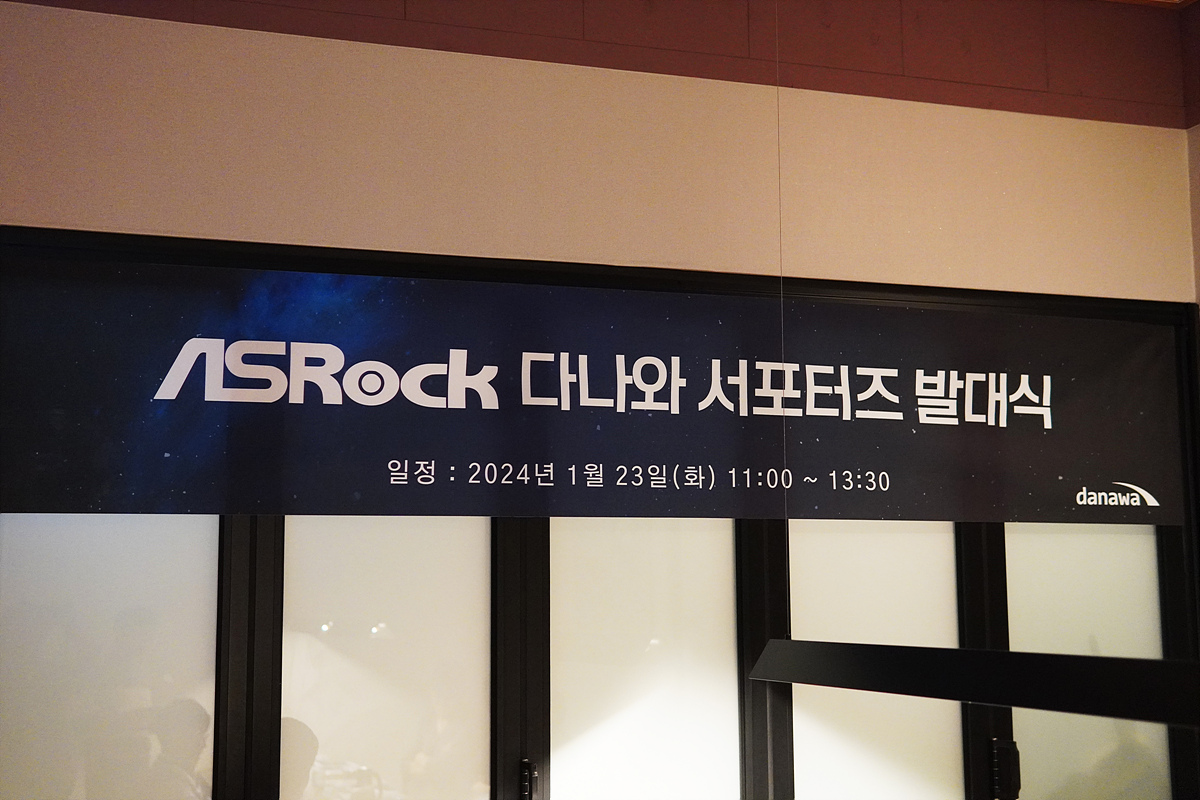 ASRock 다나와 서포터즈 발대식
일정 : 2024년 1월 23일(화) 11:00 ~ 13:30
danawa